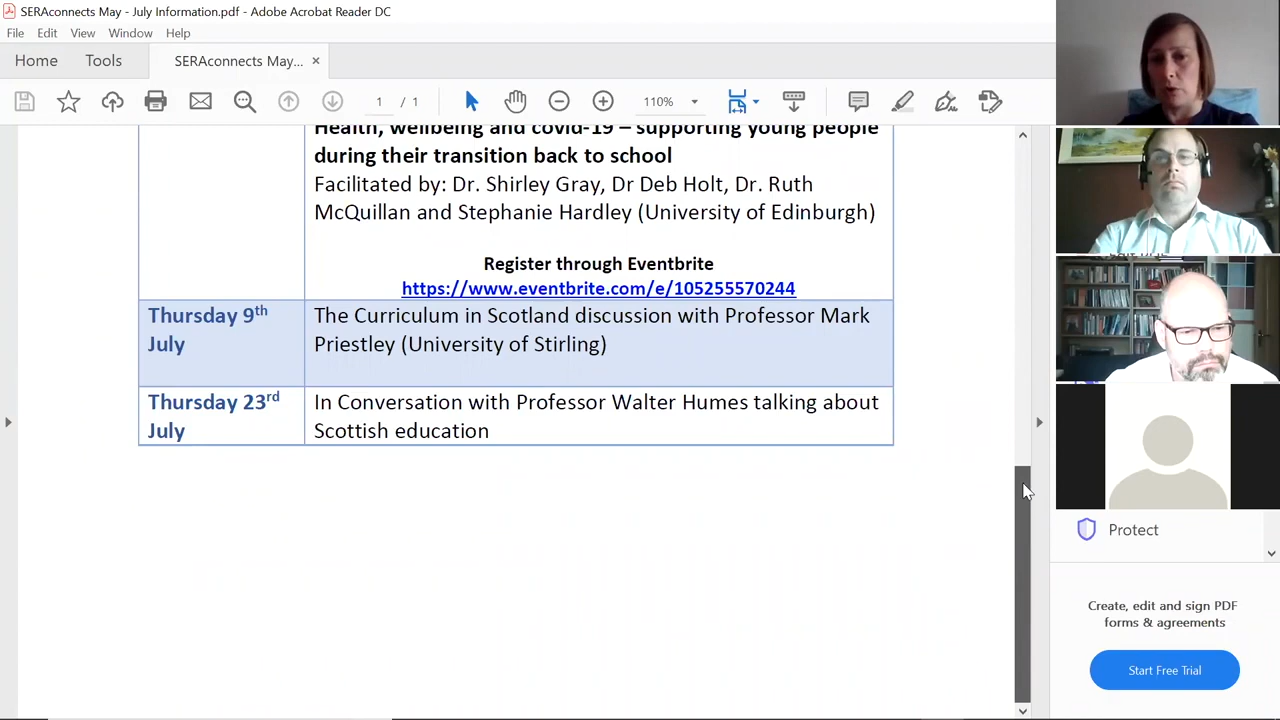 SERAconnects May - July Information.pdf - Adobe Acrobat Reader DC
File Edit View Window Help
Home Tools SERAconnects May... ×
1 / 1 110%
Health, wellbeing and covid-19 – supporting young people
during their transition back to school
Facilitated by: Dr. Shirley Gray, Dr Deb Holt, Dr. Ruth
McQuillan and Stephanie Hardley (University of Edinburgh)
Register through Eventbrite
https://www.eventbrite.com/e/105255570244
Thursday 9th
July
The Curriculum in Scotland discussion with Professor Mark
Priestley (University of Stirling)
Thursday 23rd
July
In Conversation with Professor Walter Humes talking about
Scottish education
Protect
Create, edit and sign PDF
forms & agreements
Start Free Trial